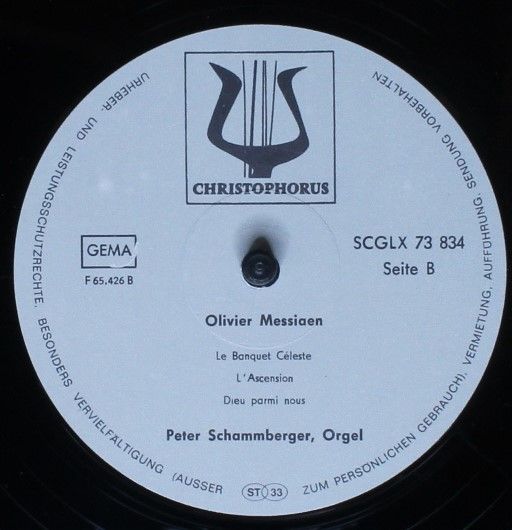 CHRISTOPHORUS
GEMA
F 65.426 B
SCGLX 73 834
Seite B
Olivier Messiaen
Le Banquet Céleste
L'Ascension
Dieu parmi nous
Peter Schammberger, Orgel
URHEBER- UND LEISTUNGSSCHUTZRECHTE, BESONDERS VERVIELFÄLTIGUNG (AUSSER ZUM PERSÖNLICHEN GEBRAUCH), VERMIETUNG, AUFFÜHRUNG, SENDUNG VORBEHALTEN
ST 33